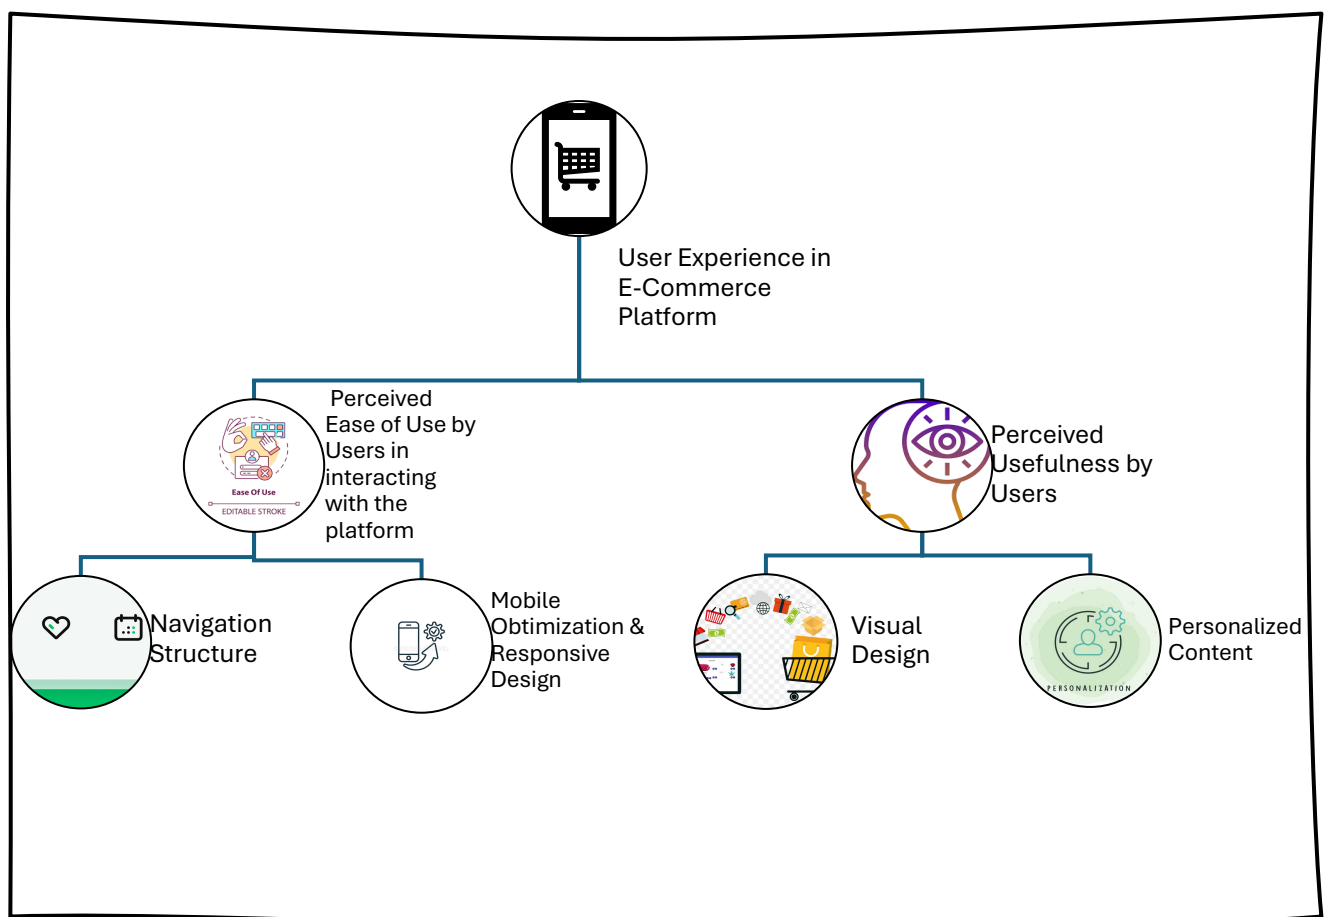 User Experience in
E-Commerce
Platform
Perceived
Ease of Use by
Users in
interacting
with the
platform
Ease Of Use
EDITABLE STROKE
Perceived
Usefulness by
Users
Navigation
Structure
Mobile
Obtimization &
Responsive
Design
Visual
Design
PERSONALIZATION
Personalized
Content